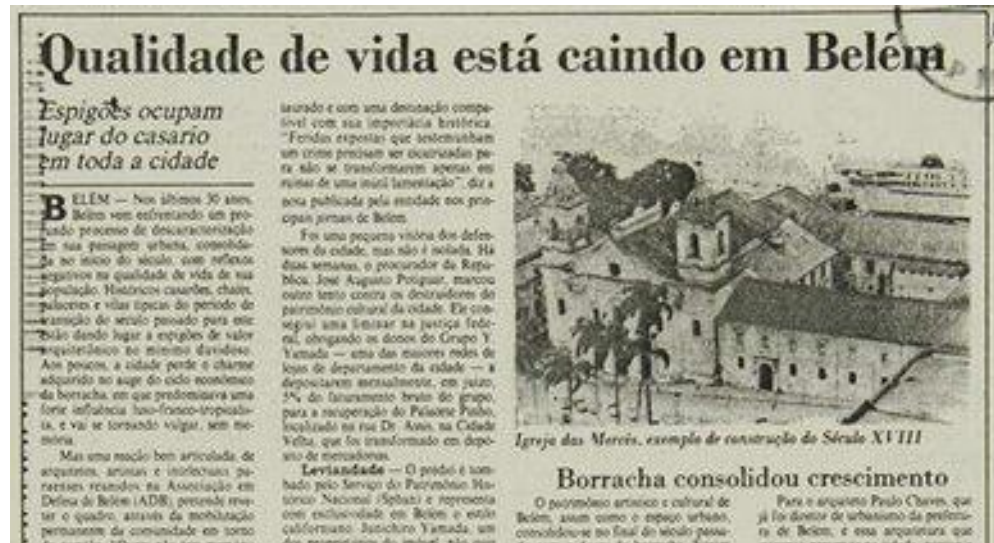 Qualidade de vida está caindo em Belém
Espigões ocupam
lugar do casario
em toda a cidade
BELÉM — Nos últimos 30 anos,
Belém vem enfrentando um pro-
fundo processo de descaracterização
em sua paisagem urbana, consolida-
da no início do século, com reflexos
negativos na qualidade de vida de sua
população. Históricos casarões, chalés,
palacetes e vilas típicas do período de
transição do século passado para este
estão dando lugar a espigões de valor
arquitetônico no mínimo duvidoso.
Aos poucos, a cidade perde o charme
adquirido no auge do ciclo econômico
da borracha, em que predominava uma
forte influência luso-franco-tropicalis-
ta, e vai se tornando vulgar, sem me-
mória.
Mas uma reação bem articulada, de
arquitetos, artistas e intelectuais pa-
raenses reunidos na Associação em
Defesa de Belém (ADB), pretende rever-
ter o quadro, através da mobilização
permanente da comunidade em torno
taurado e com uma destinação compa-
tível com sua importância histórica.
"Feridas expostas que testemunham
um crime precisam ser cicatrizadas pa-
ra não se transformarem apenas em
ruínas de uma inútil lamentação", diz a
nota publicada pela entidade nos prin-
cipais jornais de Belém.
Foi uma pequena vitória dos defen-
sores da cidade, mas não é isolada. Há
duas semanas, o procurador da Repú-
blica, José Augusto Potiguar, marcou
outro tento contra os destruidores do
patrimônio cultural da cidade. Ele con-
seguiu uma liminar na justiça fede-
ral, obrigando os donos do Grupo Y.
Yamada — uma das maiores redes de
lojas de departamento da cidade — a
depositarem mensalmente, em juízo,
5% do faturamento bruto do grupo,
para a recuperação do Palacete Pinho,
localizado na rua Dr. Assis, na Cidade
Velha, que foi transformado em depó-
sito de mercadorias.
Leviandade — O prédio é tom-
bado pelo Serviço do Patrimônio His-
tórico Nacional (Sphan) e representa
com exclusividade em Belém o estilo
californiano. Junichiro Yamada, um
Igreja das Mercês, exemplo de construção do Século XVIII
Borracha consolidou crescimento
O patrimônio artístico e cultural de
Belém, assim como o espaço urbano,
consolidou-se no final do século passa-
Para o arquiteto Paulo Chaves, que
já foi diretor de urbanismo da prefeitu-
ra de Belém, e essa arquitetura que